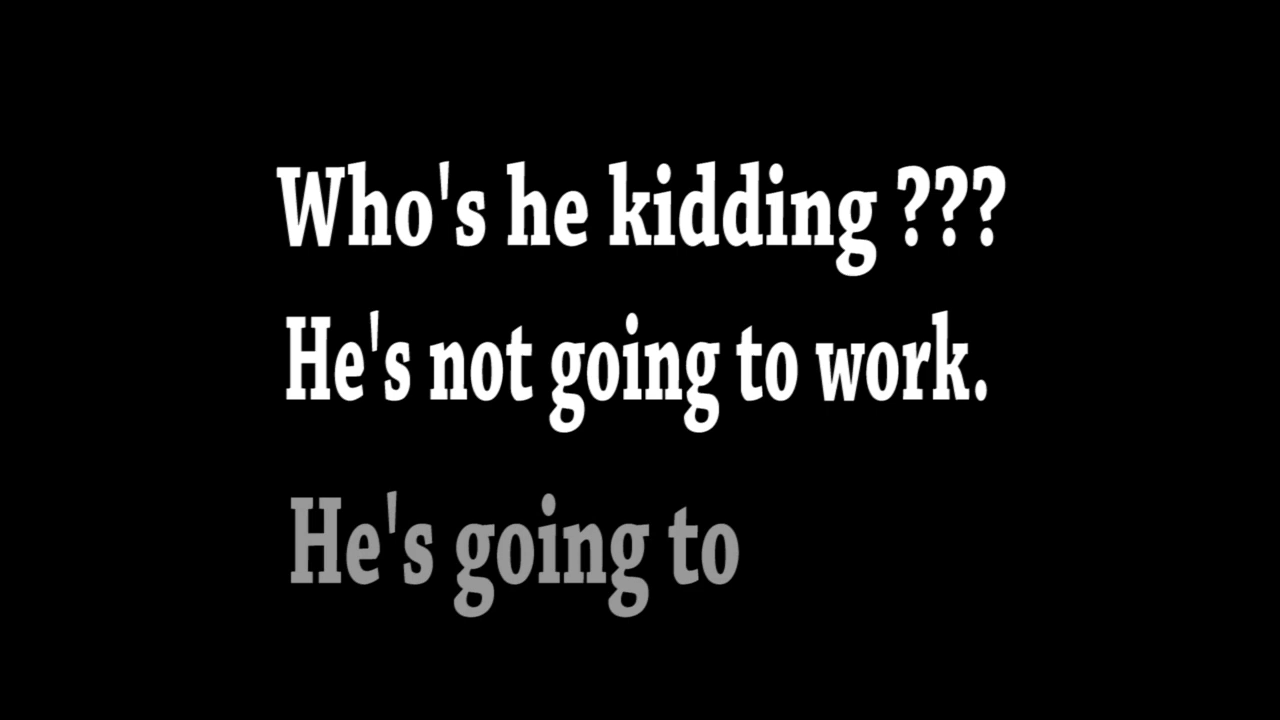 Who's he kidding ???
He's not going to work.
He's going to